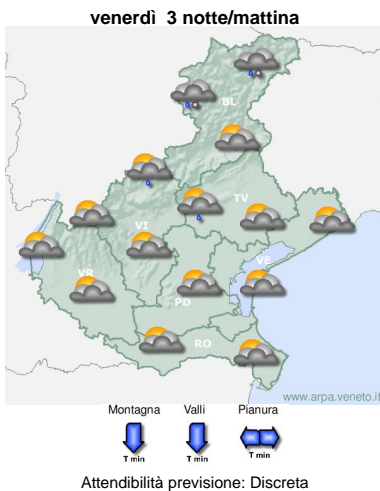 venerdì 3 notte/mattina
BL
TV
VI
VE
VR
PD
RO
www.arpa.veneto.it
Montagna Valli Pianura
T min T min T min
Attendibilità previsione: Discreta